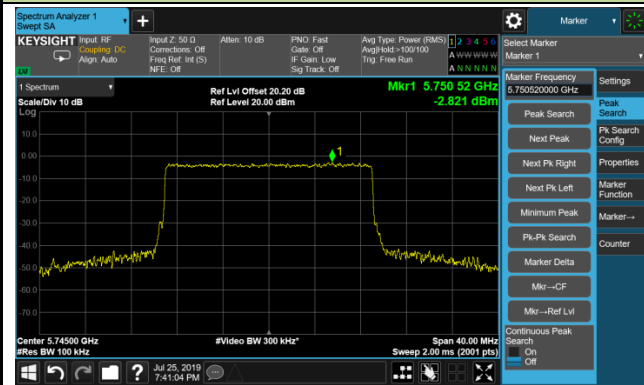 Spectrum Analyzer 1
Swept SA
Marker
KEYSIGHT
Input: RF
Coupling: DC
Align: Auto
Input Z: 50 Ω
Corrections: Off
Freq Ref: Int (S)
NFE: Off
Atten: 10 dB
PNO: Fast
Gate: Off
IF Gain: Low
Sig Track: Off
Avg Type: Power (RMS)
Avg|Hold:>100/100
Trig: Free Run
1 2 3 4 5 6
A W W W W W
A N N N N N
LVI
Select Marker
Marker 1
1 Spectrum
Scale/Div 10 dB
Log
Ref Lvl Offset 20.20 dB
Ref Level 20.00 dBm
Mkr1 5.750 52 GHz
-2.821 dBm
1
10.0
0.00
-10.0
-20.0
-30.0
-40.0
-50.0
-60.0
-70.0
Center 5.74500 GHz
#Res BW 100 kHz
#Video BW 300 kHz*
Span 40.00 MHz
Sweep 2.00 ms (2001 pts)
Marker Frequency
5.750520000 GHz
Peak Search
Next Peak
Next Pk Right
Next Pk Left
Minimum Peak
Pk-Pk Search
Marker Delta
Mkr→CF
Mkr→Ref Lvl
Continuous Peak
Search
On
Off
Settings
Peak
Search
Pk Search
Config
Properties
Marker
Function
Marker→
Counter
Jul 25, 2019
7:41:04 PM